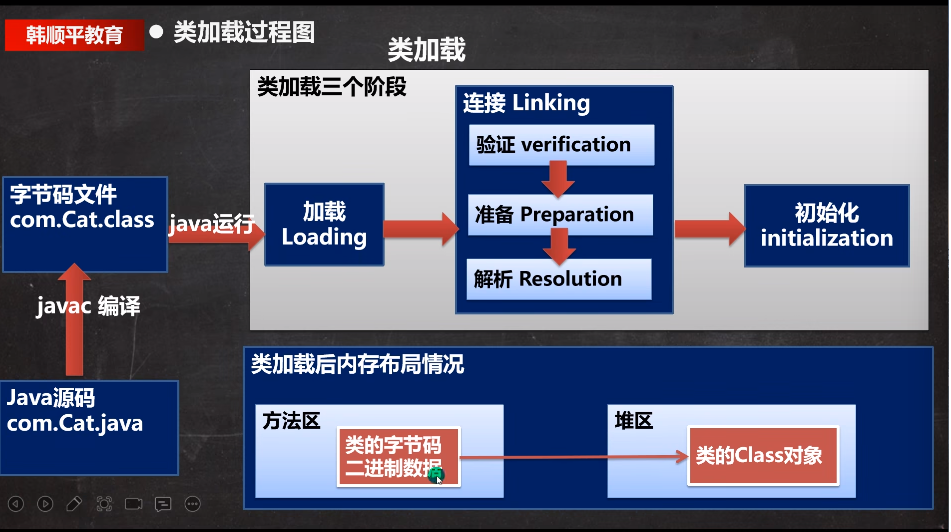 韩顺平教育
● 类加载过程图
类加载
类加载三个阶段
连接 Linking
验证 verification
准备 Preparation
解析 Resolution
加载
Loading
初始化
initialization
字节码文件
com.Cat.class
java运行
javac 编译
Java源码
com.Cat.java
类加载后内存布局情况
方法区
类的字节码
二进制数据
堆区
类的Class对象